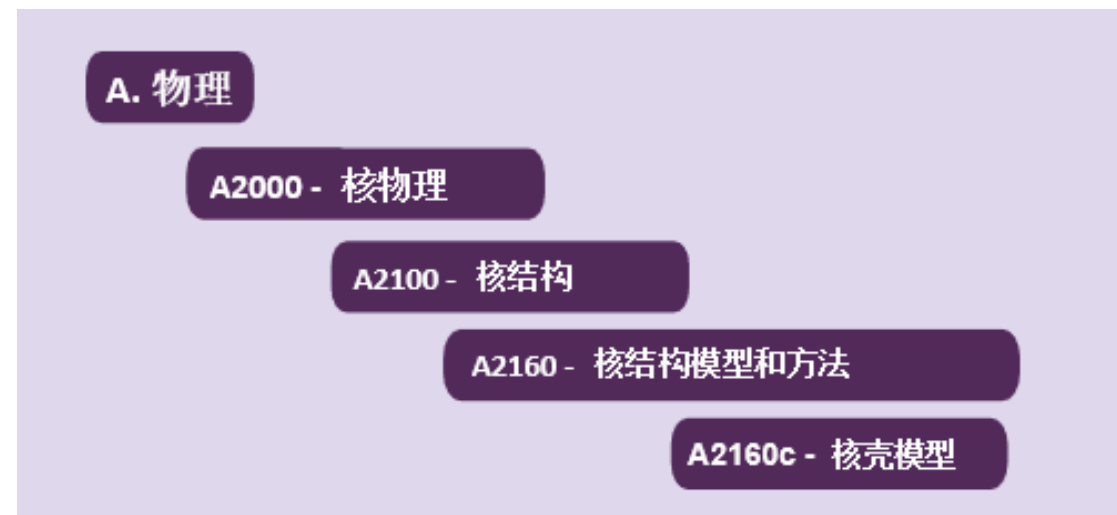 A. 物理
A2000 - 核物理
A2100 - 核结构
A2160 - 核结构模型和方法
A2160c - 核壳模型